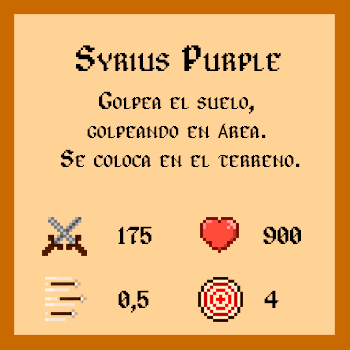 Syrius Purple
Golpea el suelo,
golpeando en área.
Se coloca en el terreno.
175 900
0,5 4